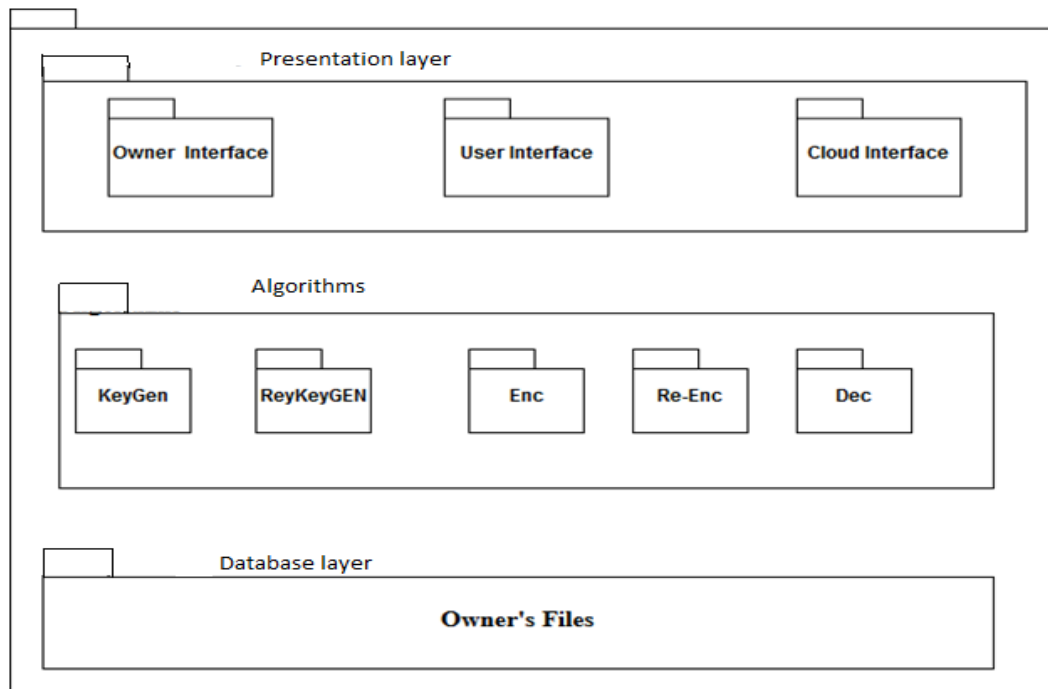 Presentation layer
Owner Interface
User Interface
Cloud Interface
Algorithms
KeyGen
ReyKeyGEN
Enc
Re-Enc
Dec
Database layer
Owner's Files